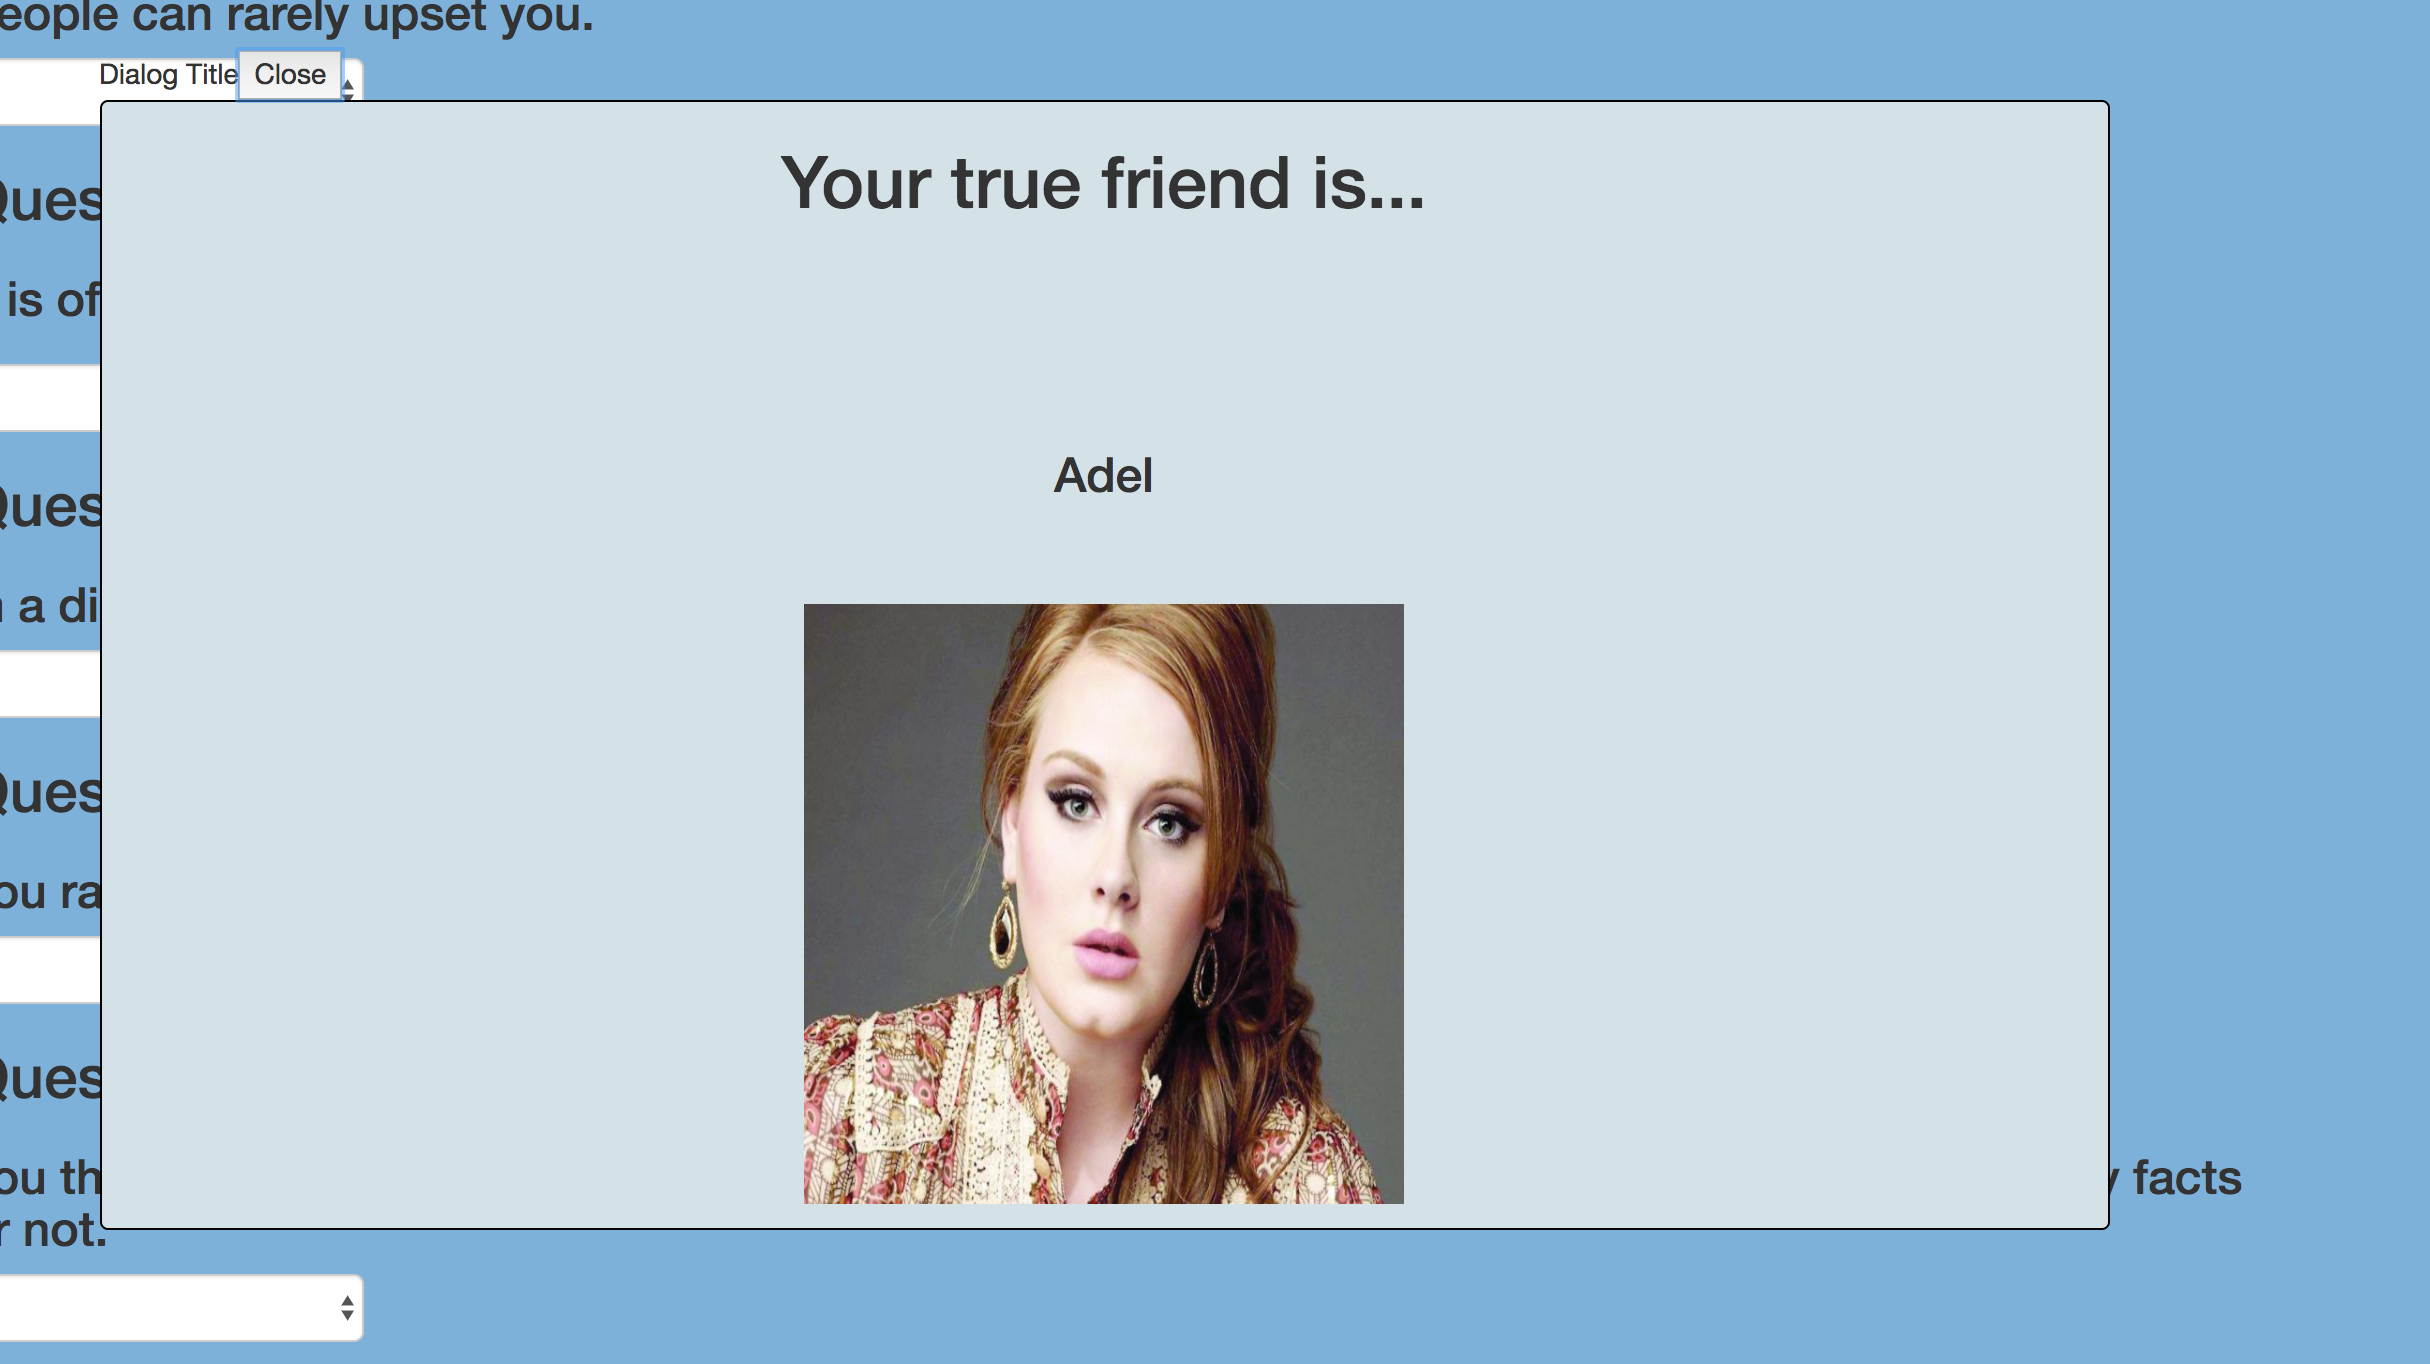 eople can rarely upset you.
Dialog Title Close
Your true friend is...
Ques
is of
Adel
Ques
a di
Ques
ou ra
Ques
ou th
y facts
r not.